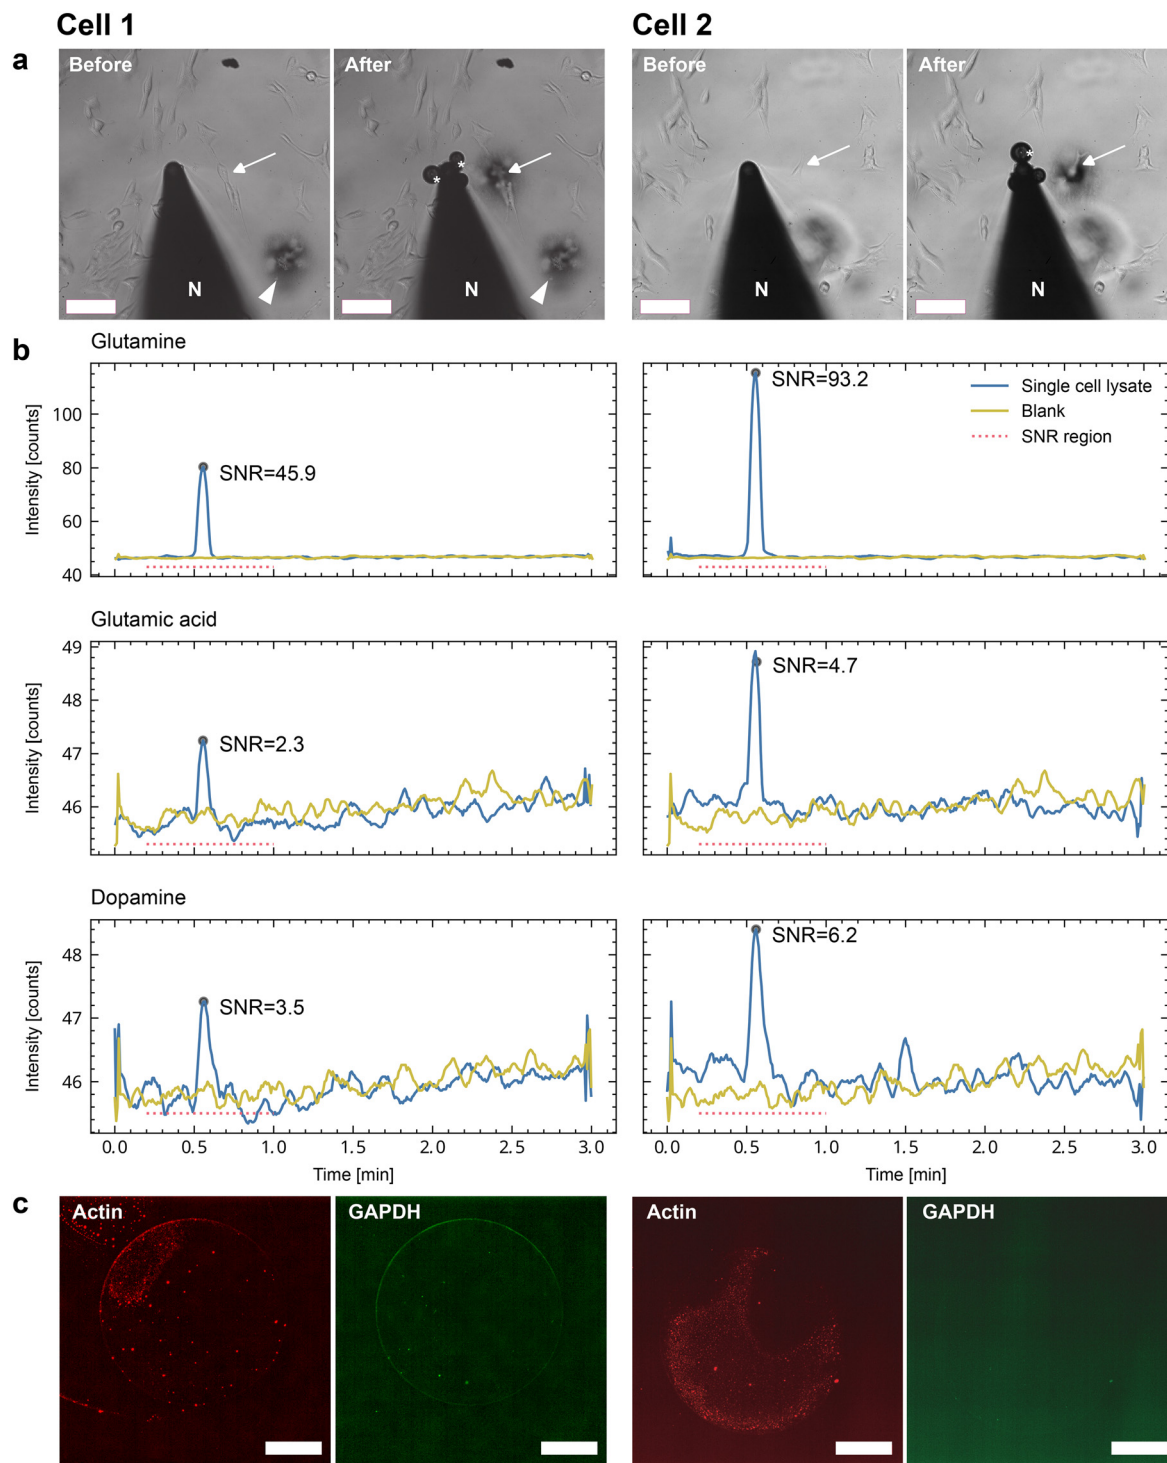 Cell 1
Cell 2
a
Before
After
Before
After
*
*
*
N
N
N
N
b
Glutamine
Intensity [counts]
100
80
60
40
SNR=45.9
SNR=93.2
Single cell lysate
Blank
SNR region
Glutamic acid
Intensity [counts]
49
48
47
46
SNR=2.3
SNR=4.7
Dopamine
Intensity [counts]
48
47
46
SNR=3.5
SNR=6.2
0.0 0.5 1.0 1.5 2.0 2.5 3.0
0.0 0.5 1.0 1.5 2.0 2.5 3.0
Time [min]
Time [min]
c
Actin
GAPDH
Actin
GAPDH